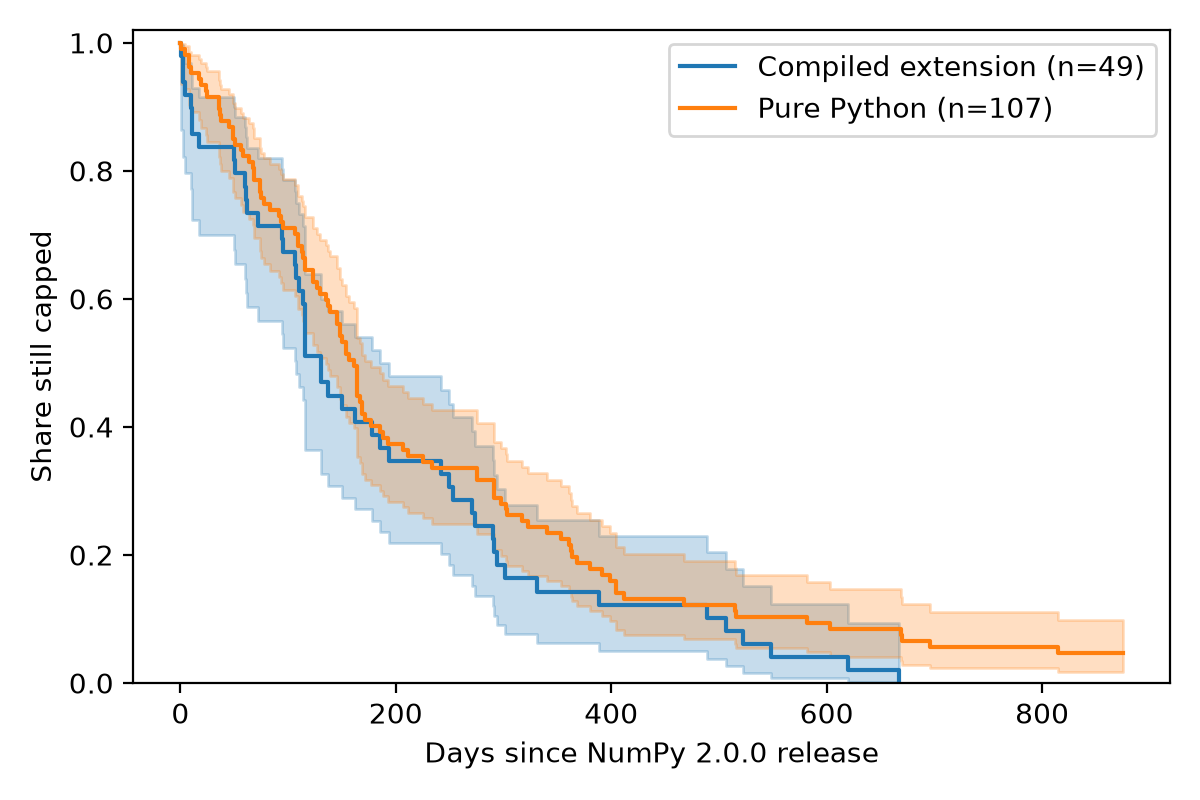 1.0
0.8
0.6
0.4
0.2
0.0
Share still capped
Compiled extension (n=49)
Pure Python (n=107)
0 200 400 600 800
Days since NumPy 2.0.0 release